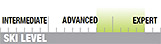 INTERMEDIATE ADVANCED EXPERT
SKI LEVEL